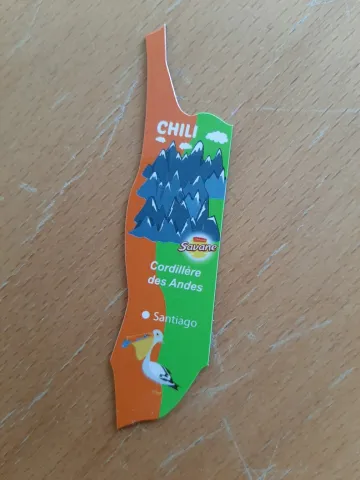 CHILI
Savane
Cordillère
des Andes
Santiago